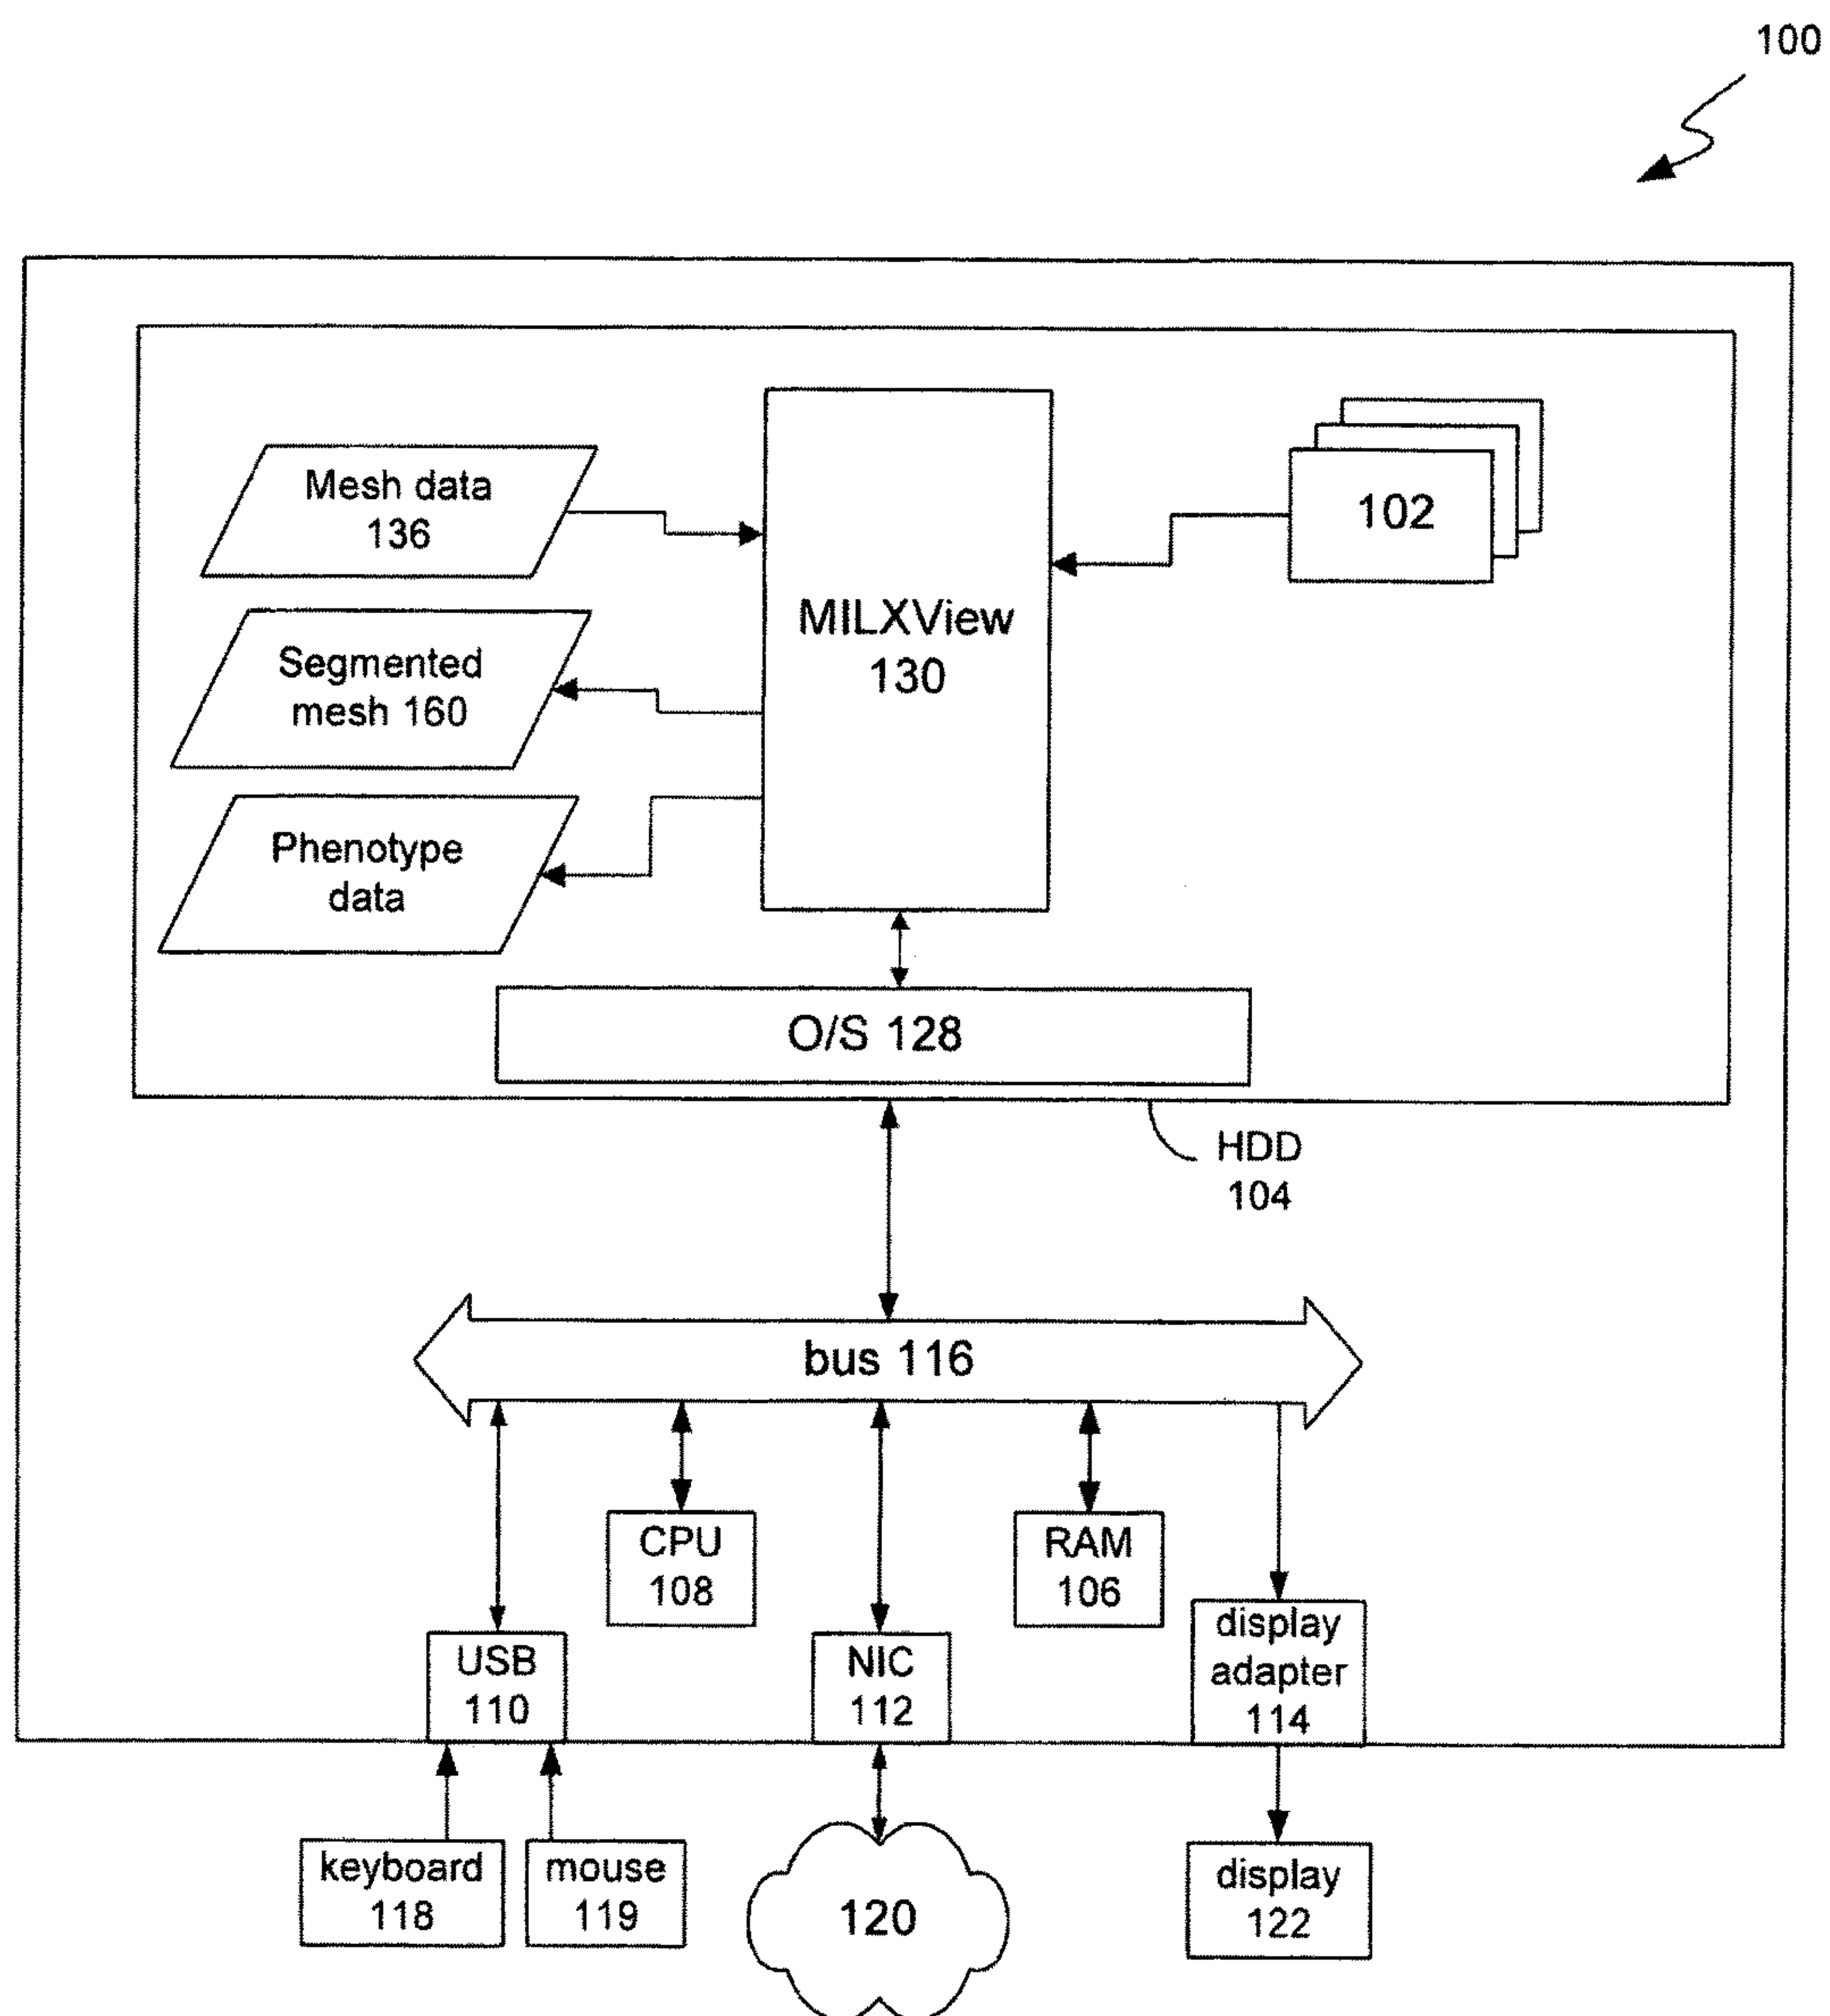 100
Mesh data
136
102
MILXView
130
Segmented
mesh 160
Phenotype
data
O/S 128
HDD
104
bus 116
CPU
108
RAM
106
USB
110
NIC
112
display
adapter
114
keyboard
118
mouse
119
120
display
122